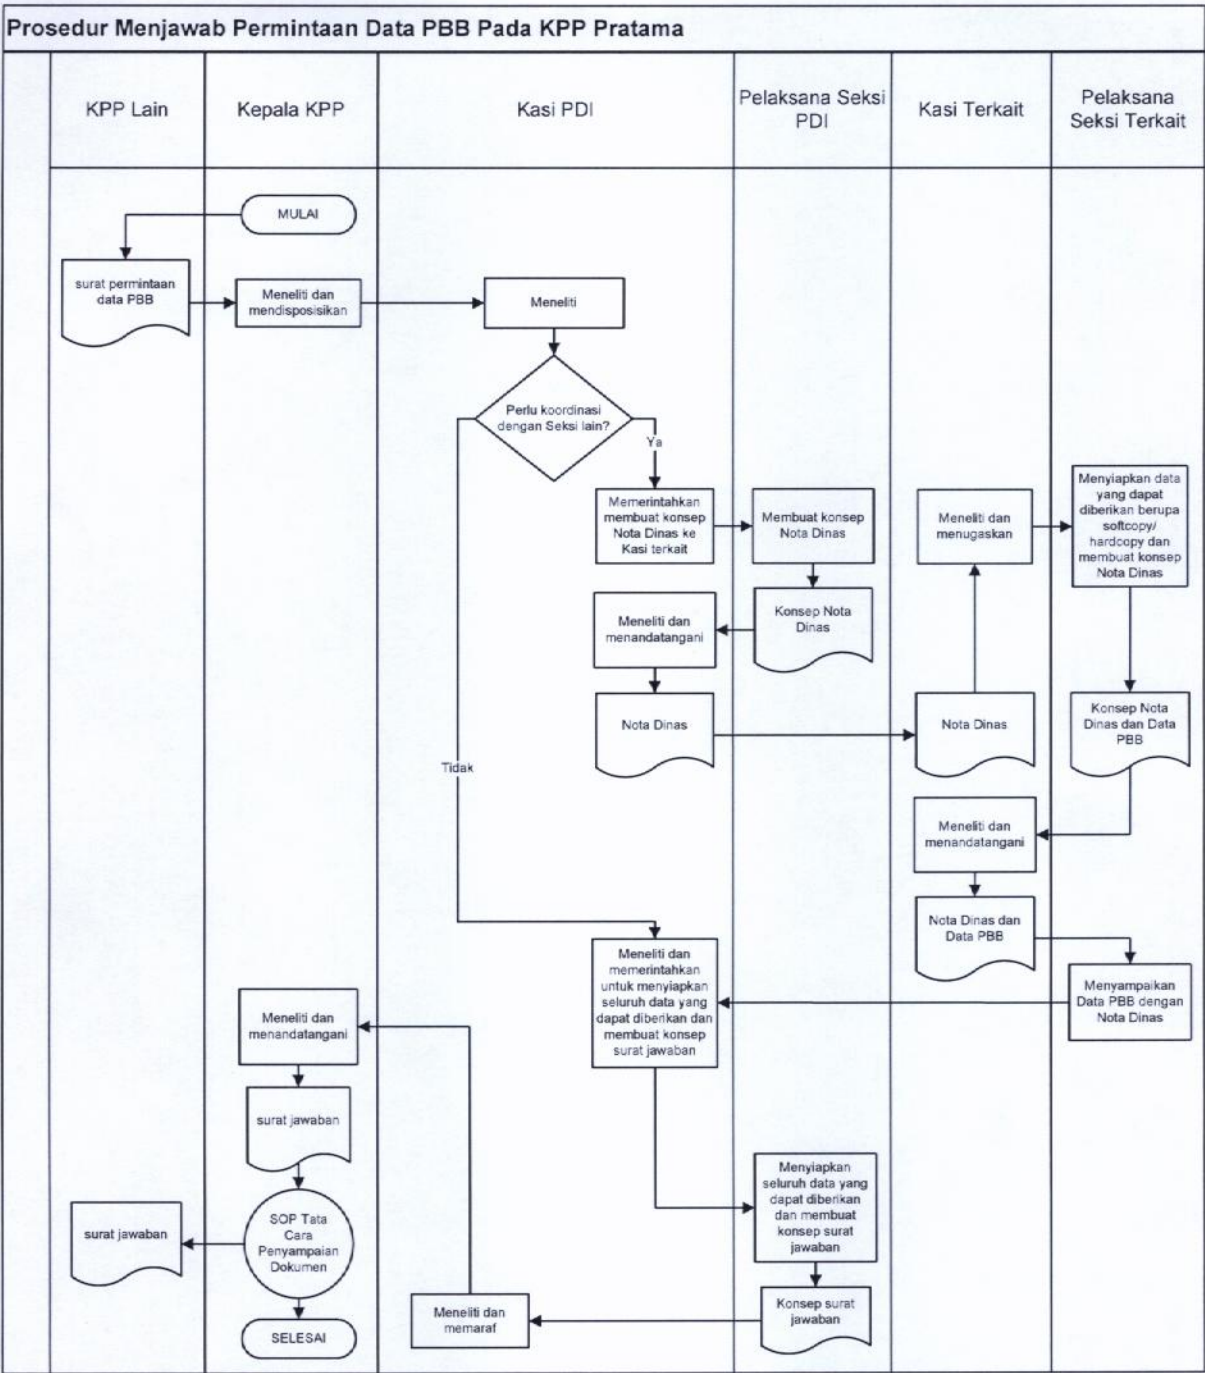 Prosedur Menjawab Permintaan Data PBB Pada KPP Pratama
KPP Lain
Kepala KPP
Kasi PDI
Pelaksana Seksi
PDI
Kasi Terkait
Pelaksana
Seksi Terkait
MULAI
surat permintaan
data PBB
Meneliti dan
mendisposisikan
Meneliti
Perlu koordinasi
dengan Seksi lain?
Ya
Memerintahkan
membuat konsep
Nota Dinas ke
Kasi terkait
Membuat konsep
Nota Dinas
Meneliti dan
menugaskan
Menyiapkan data
yang dapat
diberikan berupa
softcopy/
hardcopy dan
membuat konsep
Nota Dinas
Meneliti dan
menandatangani
Konsep Nota
Dinas
Nota Dinas
Nota Dinas
Konsep Nota
Dinas dan Data
PBB
Tidak
Meneliti dan
menandatangani
Nota Dinas dan
Data PBB
Meneliti dan
memerintahkan
untuk menyiapkan
seluruh data yang
dapat diberikan dan
membuat konsep
surat jawaban
Menyampaikan
Data PBB dengan
Nota Dinas
Meneliti dan
menandatangani
surat jawaban
Menyiapkan
seluruh data yang
dapat diberikan
dan membuat
konsep surat
jawaban
surat jawaban
SOP Tata
Cara
Penyampaian
Dokumen
Meneliti dan
memaraf
Konsep surat
jawaban
SELESAI